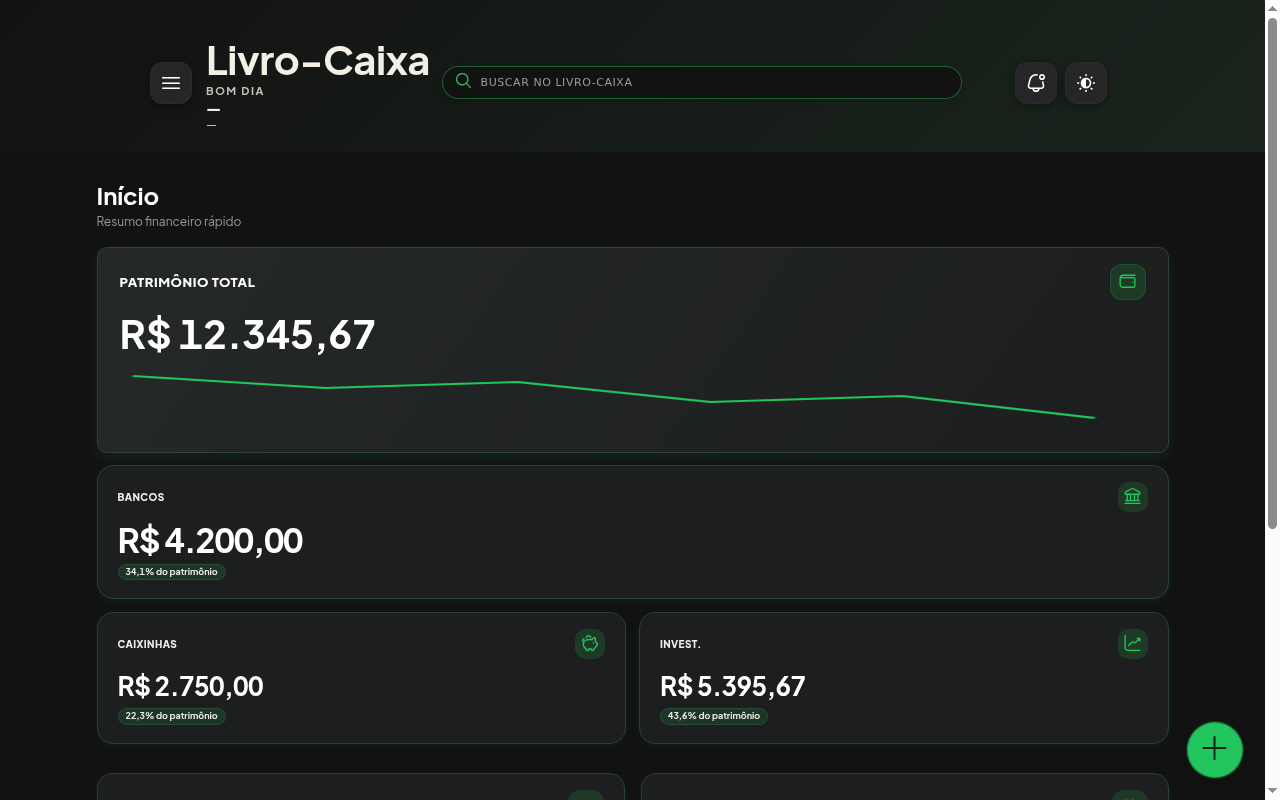 Livro-Caixa
BOM DIA
—
—
BUSCAR NO LIVRO-CAIXA
Início
Resumo financeiro rápido
PATRIMÔNIO TOTAL
R$ 12.345,67
BANCOS
R$ 4.200,00
34,1% do patrimônio
CAIXINHAS
R$ 2.750,00
22,3% do patrimônio
INVEST.
R$ 5.395,67
43,6% do patrimônio